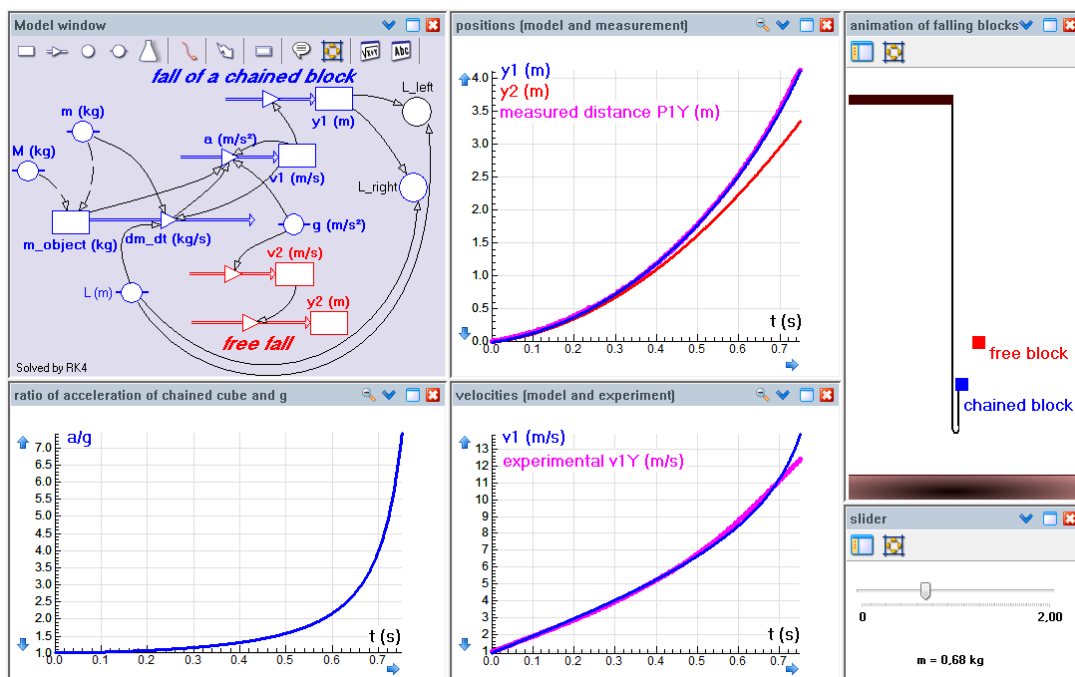 Model window
√x+y
Abc
fall of a chained block
L_left
y1 (m)
m (kg)
a (m/s²)
M (kg)
v1 (m/s)
L_right
g (m/s²)
m_object (kg)
dm_dt (kg/s)
v2 (m/s)
L (m)
y2 (m)
free fall
Solved by RK4
positions (model and measurement)
y1 (m)
y2 (m)
measured distance P1Y (m)
4.0
3.5
3.0
2.5
2.0
1.5
1.0
0.5
0.0
t (s)
0.0 0.1 0.2 0.3 0.4 0.5 0.6 0.7
animation of falling blocks
free block
chained block
ratio of acceleration of chained cube and g
a/g
7.0
6.5
6.0
5.5
5.0
4.5
4.0
3.5
3.0
2.5
2.0
1.5
1.0
t (s)
0.0 0.1 0.2 0.3 0.4 0.5 0.6 0.7
velocities (model and experiment)
v1 (m/s)
experimental v1Y (m/s)
13
12
11
10
9
8
7
6
5
4
3
2
1
t (s)
0.0 0.1 0.2 0.3 0.4 0.5 0.6 0.7
slider
0 2,00
m = 0,68 kg